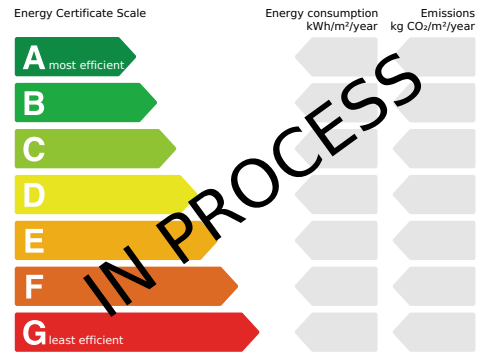 Energy Certificate Scale
Energy consumption
kWh/m²/year
Emissions
kg CO₂/m²/year
A most efficient
B
C
D
E
F
G least efficient
IN PROCESS